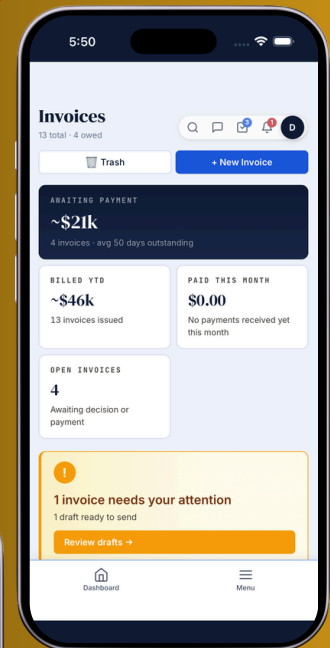 5:50
Invoices
13 total · 4 owed
3
1
D
Trash
+ New Invoice
AWAITING PAYMENT
~$21k
4 invoices · avg 50 days outstanding
BILLED YTD
~$46k
13 invoices issued
PAID THIS MONTH
$0.00
No payments received yet
this month
OPEN INVOICES
4
Awaiting decision or
payment
!
1 invoice needs your attention
1 draft ready to send
Review drafts →
Dashboard
Menu